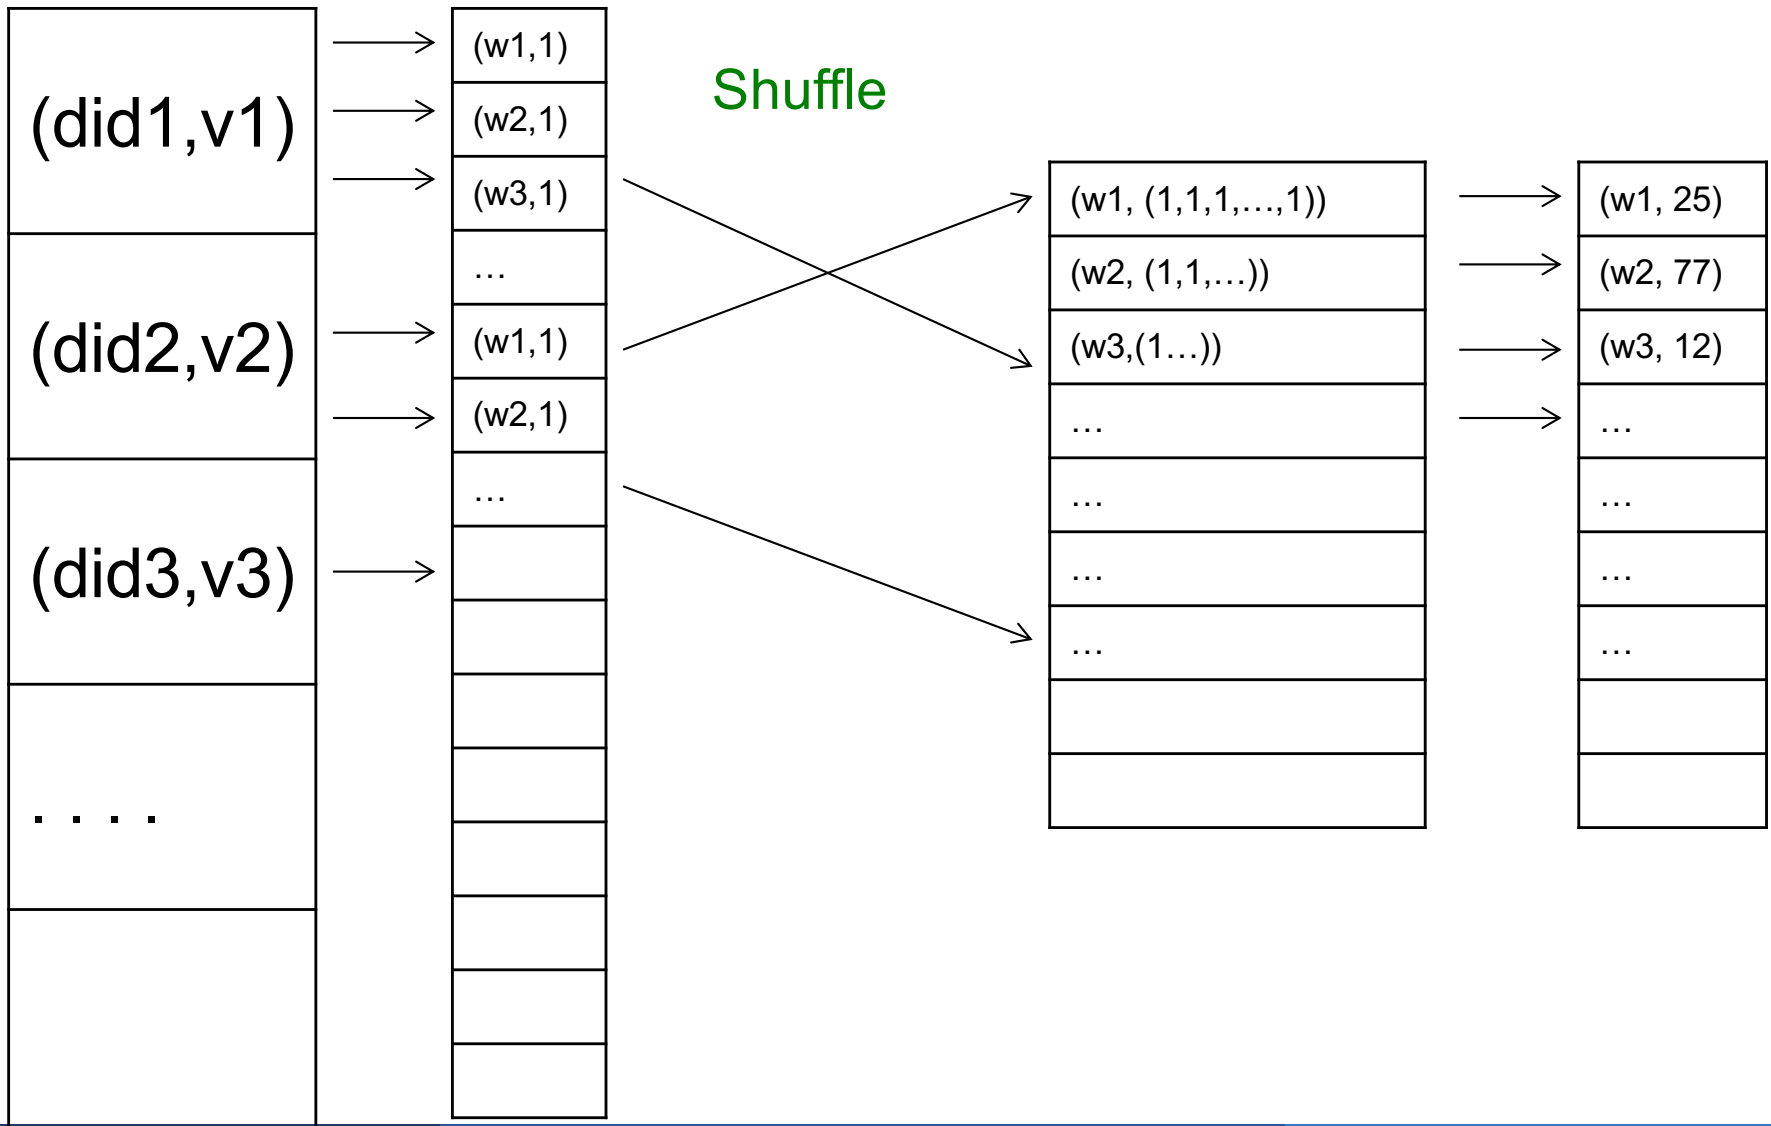 (did1,v1)
(did2,v2)
(did3,v3)
. . . .
(w1,1)
(w2,1)
(w3,1)
…
(w1,1)
(w2,1)
…
Shuffle
(w1, (1,1,1,…,1))
(w2, (1,1,…))
(w3,(1…))
…
…
…
…
(w1, 25)
(w2, 77)
(w3, 12)
…
…
…
…